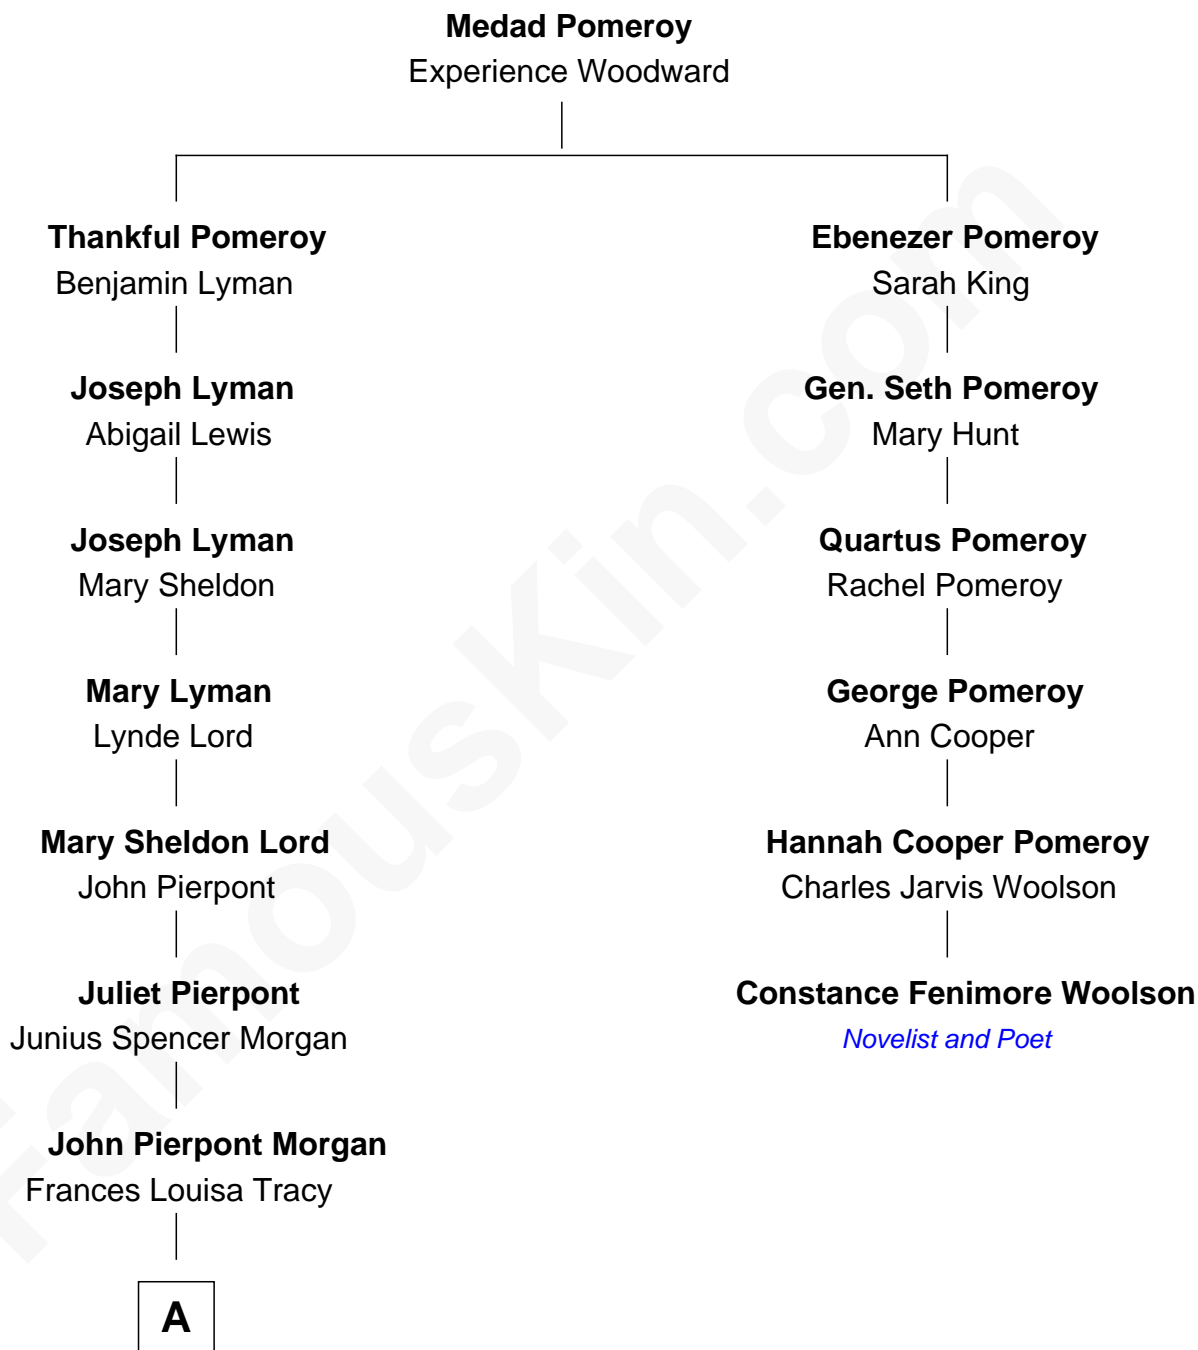 Medad Pomeroy
Experience Woodward
Thankful Pomeroy
Benjamin Lyman
Joseph Lyman
Abigail Lewis
Joseph Lyman
Mary Sheldon
Mary Lyman
Lynde Lord
Mary Sheldon Lord
John Pierpont
Juliet Pierpont
Junius Spencer Morgan
John Pierpont Morgan
Frances Louisa Tracy
A
Ebenezer Pomeroy
Sarah King
Gen. Seth Pomeroy
Mary Hunt
Quartus Pomeroy
Rachel Pomeroy
George Pomeroy
Ann Cooper
Hannah Cooper Pomeroy
Charles Jarvis Woolson
Constance Fenimore Woolson
Novelist and Poet
FamousKin.com